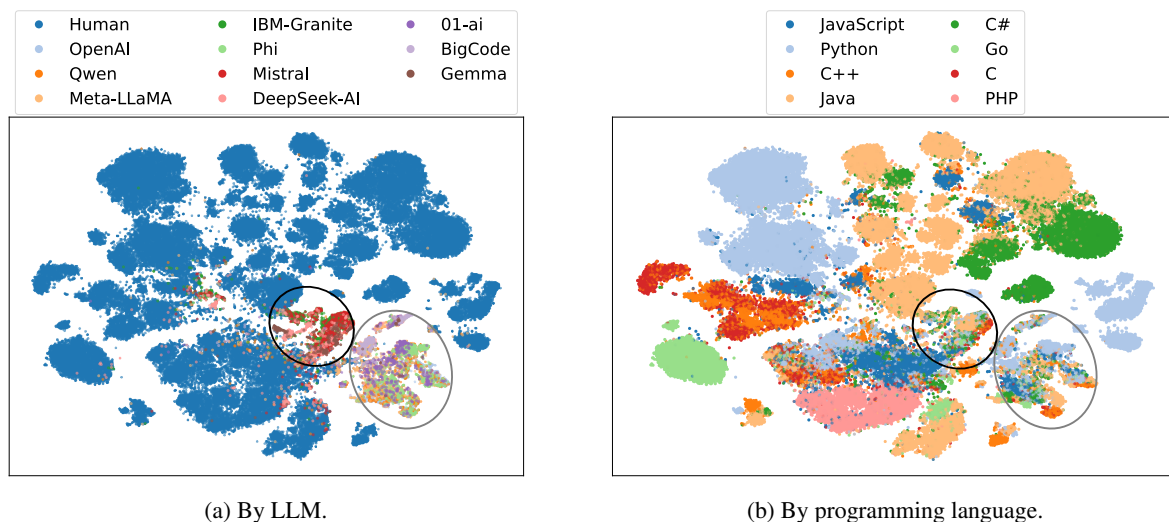 Human
OpenAI
Qwen
Meta-LLaMA
IBM-Granite
Phi
Mistral
DeepSeek-AI
01-ai
BigCode
Gemma
JavaScript
Python
C++
Java
C#
Go
C
PHP
(a) By LLM.
(b) By programming language.